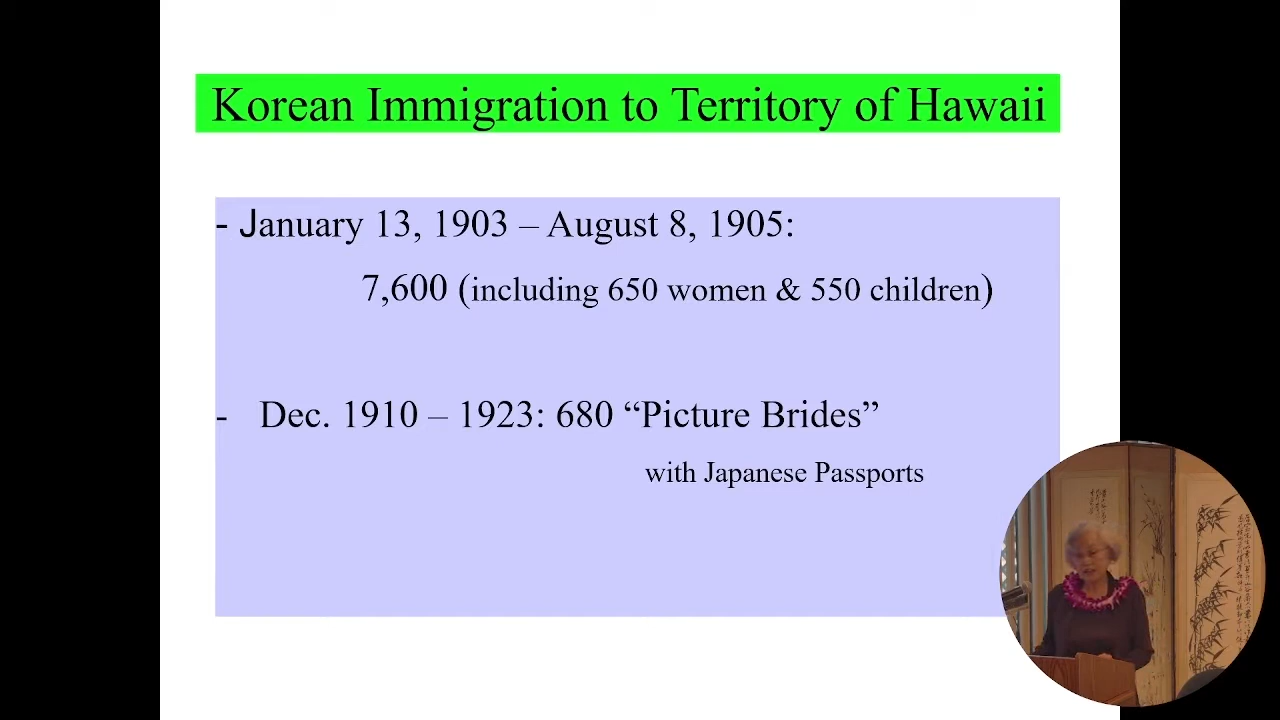 Korean Immigration to Territory of Hawaii
- January 13, 1903 – August 8, 1905:
7,600 (including 650 women & 550 children)
- Dec. 1910 – 1923: 680 “Picture Brides”
with Japanese Passports